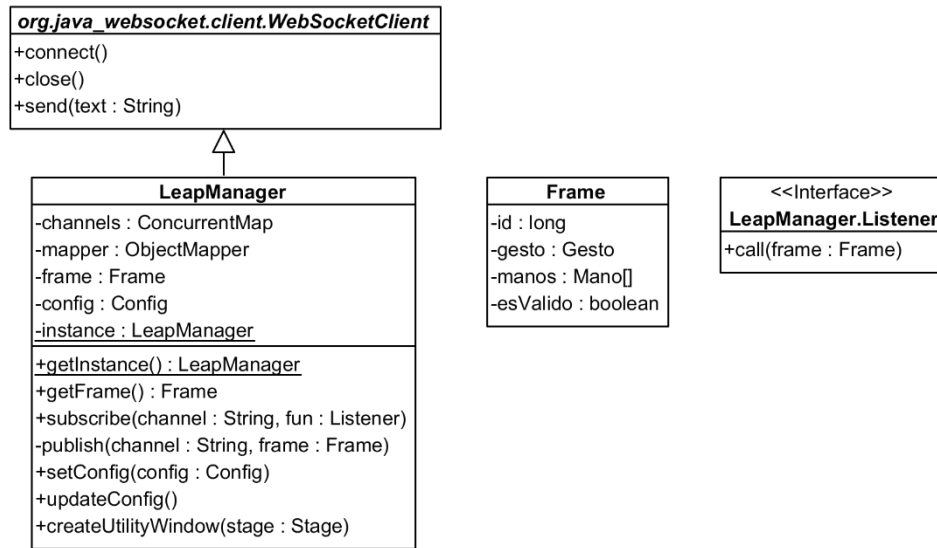 org.java_websocket.client.WebSocketClient
+connect()
+close()
+send(text : String)
LeapManager
-channels : ConcurrentMap
-mapper : ObjectMapper
-frame : Frame
-config : Config
-instance : LeapManager
+getInstance() : LeapManager
+getFrame() : Frame
+subscribe(channel : String, fun : Listener)
-publish(channel : String, frame : Frame)
+setConfig(config : Config)
+updateConfig()
+createUtilityWindow(stage : Stage)
Frame
-id : long
-gesto : Gesto
-manos : Mano[]
-esValido : boolean
<<Interface>>
LeapManager.Listener
+call(frame : Frame)